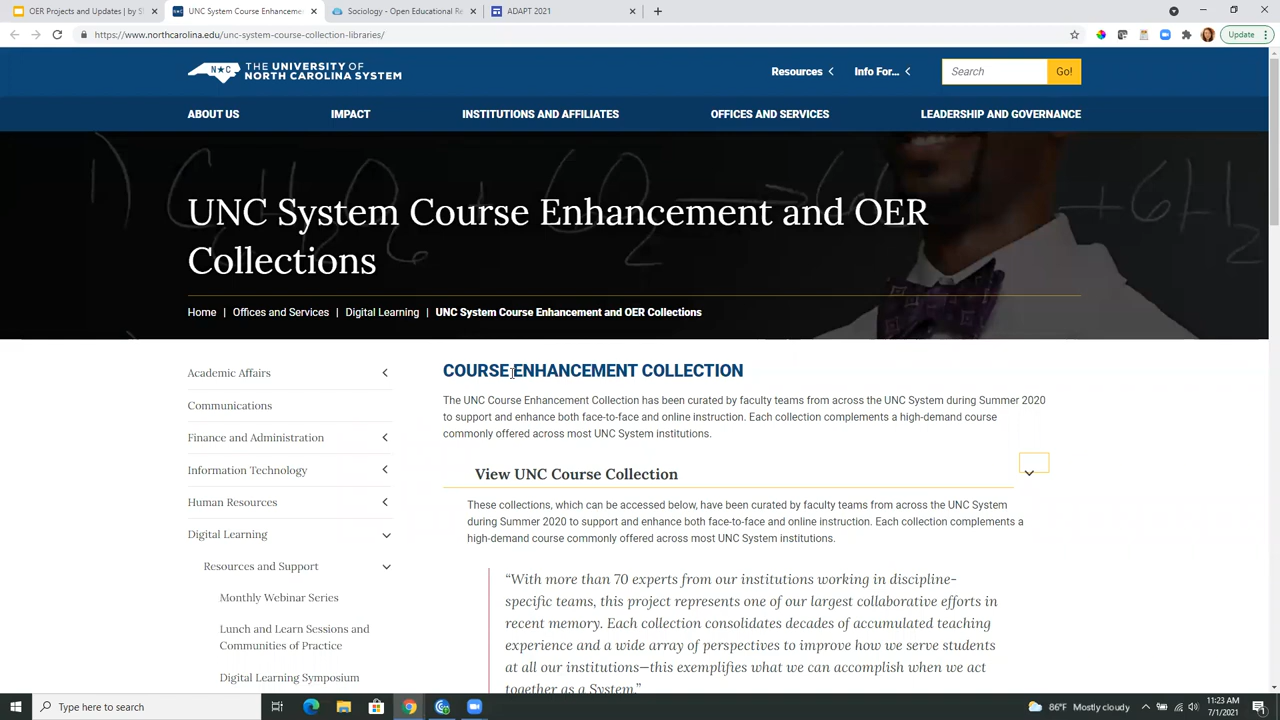 OER Projects and Updates | by S
UNC System Course Enhanceme
Sociology - Open Educational Re
ADAPT 2021
https://www.northcarolina.edu/unc-system-course-collection-libraries/
Update
THE UNIVERSITY OF
NORTH CAROLINA SYSTEM
N★C
Resources
Info For...
Search
Go!
ABOUT US
IMPACT
INSTITUTIONS AND AFFILIATES
OFFICES AND SERVICES
LEADERSHIP AND GOVERNANCE
UNC System Course Enhancement and OER
Collections
Home | Offices and Services | Digital Learning | UNC System Course Enhancement and OER Collections
Academic Affairs
Communications
Finance and Administration
Information Technology
Human Resources
Digital Learning
Resources and Support
Monthly Webinar Series
Lunch and Learn Sessions and
Communities of Practice
Digital Learning Symposium
COURSE ENHANCEMENT COLLECTION
The UNC Course Enhancement Collection has been curated by faculty teams from across the UNC System during Summer 2020
to support and enhance both face-to-face and online instruction. Each collection complements a high-demand course
commonly offered across most UNC System institutions.
View UNC Course Collection
These collections, which can be accessed below, have been curated by faculty teams from across the UNC System
during Summer 2020 to support and enhance both face-to-face and online instruction. Each collection complements a
high-demand course commonly offered across most UNC System institutions.
“With more than 70 experts from our institutions working in discipline-
specific teams, this project represents one of our largest collaborative efforts in
recent memory. Each collection consolidates decades of accumulated teaching
experience and a wide array of perspectives to improve how we serve students
at all our institutions—this exemplifies what we can accomplish when we act
together as a System.”
Type here to search
86°F Mostly cloudy
11:23 AM
7/1/2021